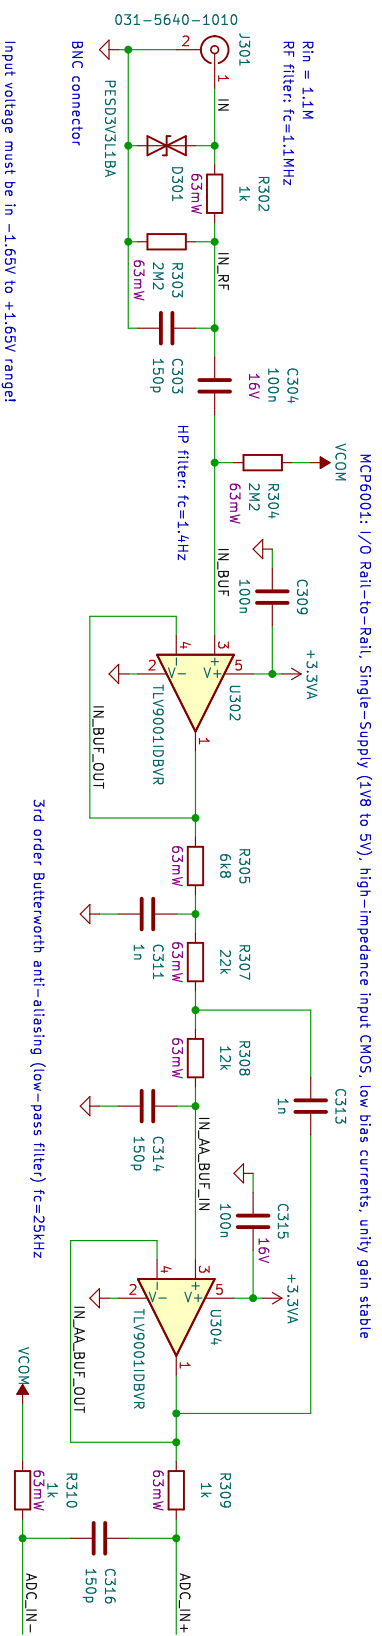 MCP6001: I/O Rail-to-Rail, Single-Supply (1V8 to 5V), high-impedance input CMOS, low bias currents, unity gain stable
Rin = 1.1M
RF filter: fc=1.1MHz
J301
031-5640-1010
2
1
BNC connector
Input voltage must be in -1.65V to +1.65V range!
IN
PESD3V3L1BA
D301
R302
1k
63mW
IN_RF
R303
2M2
63mW
C303
150p
C304
100n
16V
VCOM
R304
2M2
63mW
HP filter: fc=1.4Hz
IN_BUF
C309
100n
+3.3VA
U302
TLV9001IDBVR
3
4
+
-
V+
V-
5
2
1
IN_BUF_OUT
3rd order Butterworth anti-aliasing (low-pass filter) fc=25kHz
R305
6k8
63mW
C311
1n
R307
22k
63mW
R308
12k
63mW
C313
1n
C314
150p
IN_AA_BUF_IN
C315
100n
16V
+3.3VA
U304
TLV9001IDBVR
3
4
+
-
V+
V-
5
2
1
IN_AA_BUF_OUT
VCOM
R309
1k
63mW
R310
1k
63mW
C316
150p
ADC_IN+
ADC_IN-